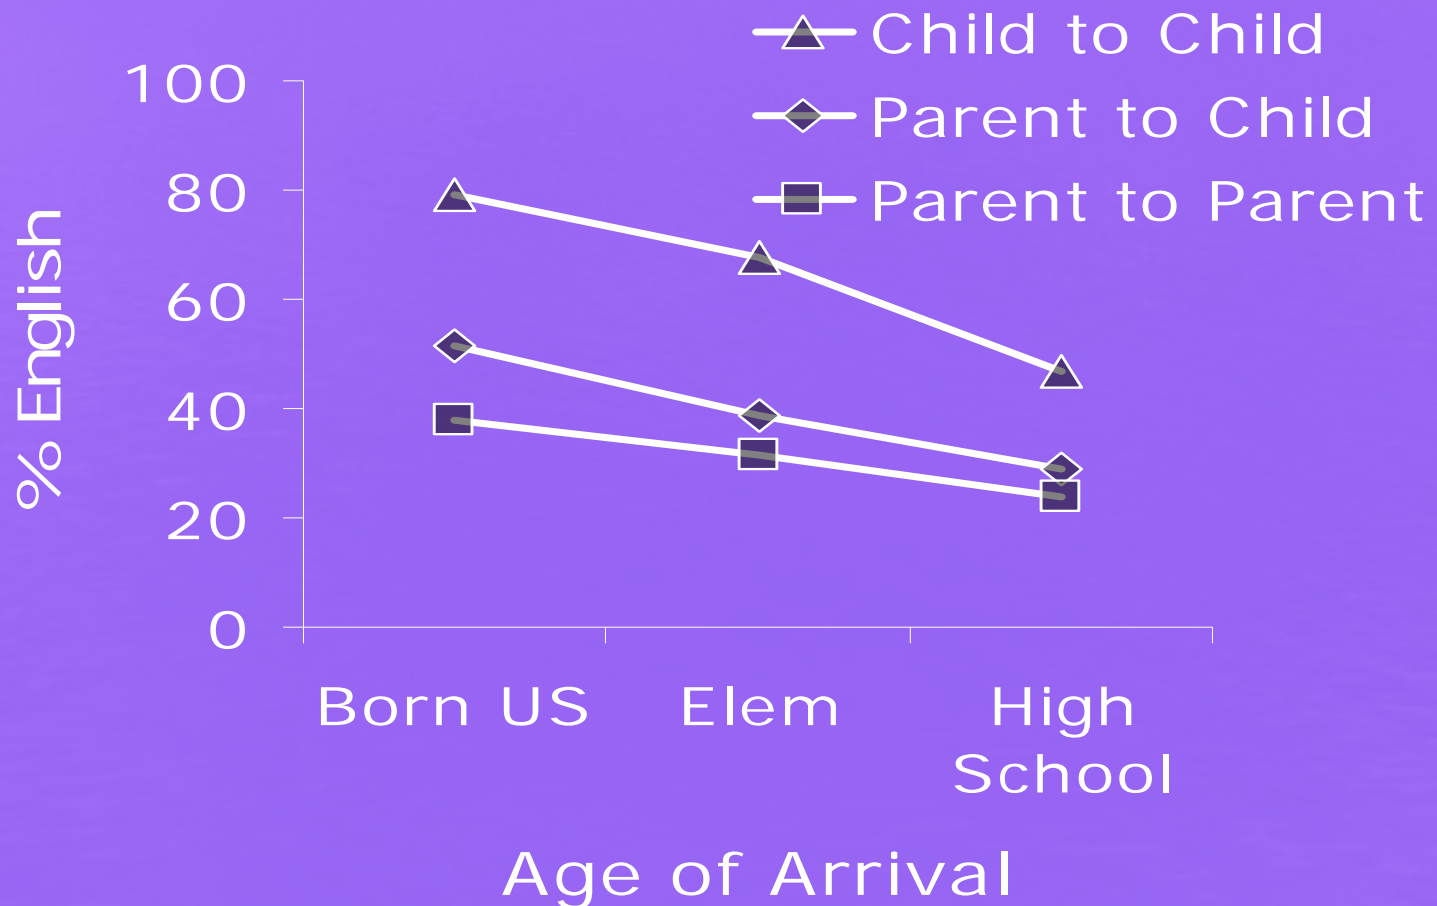 Child to Child
Parent to Child
Parent to Parent
100
80
60
40
20
0
% English
Born US
Elem
High
School
Age of Arrival